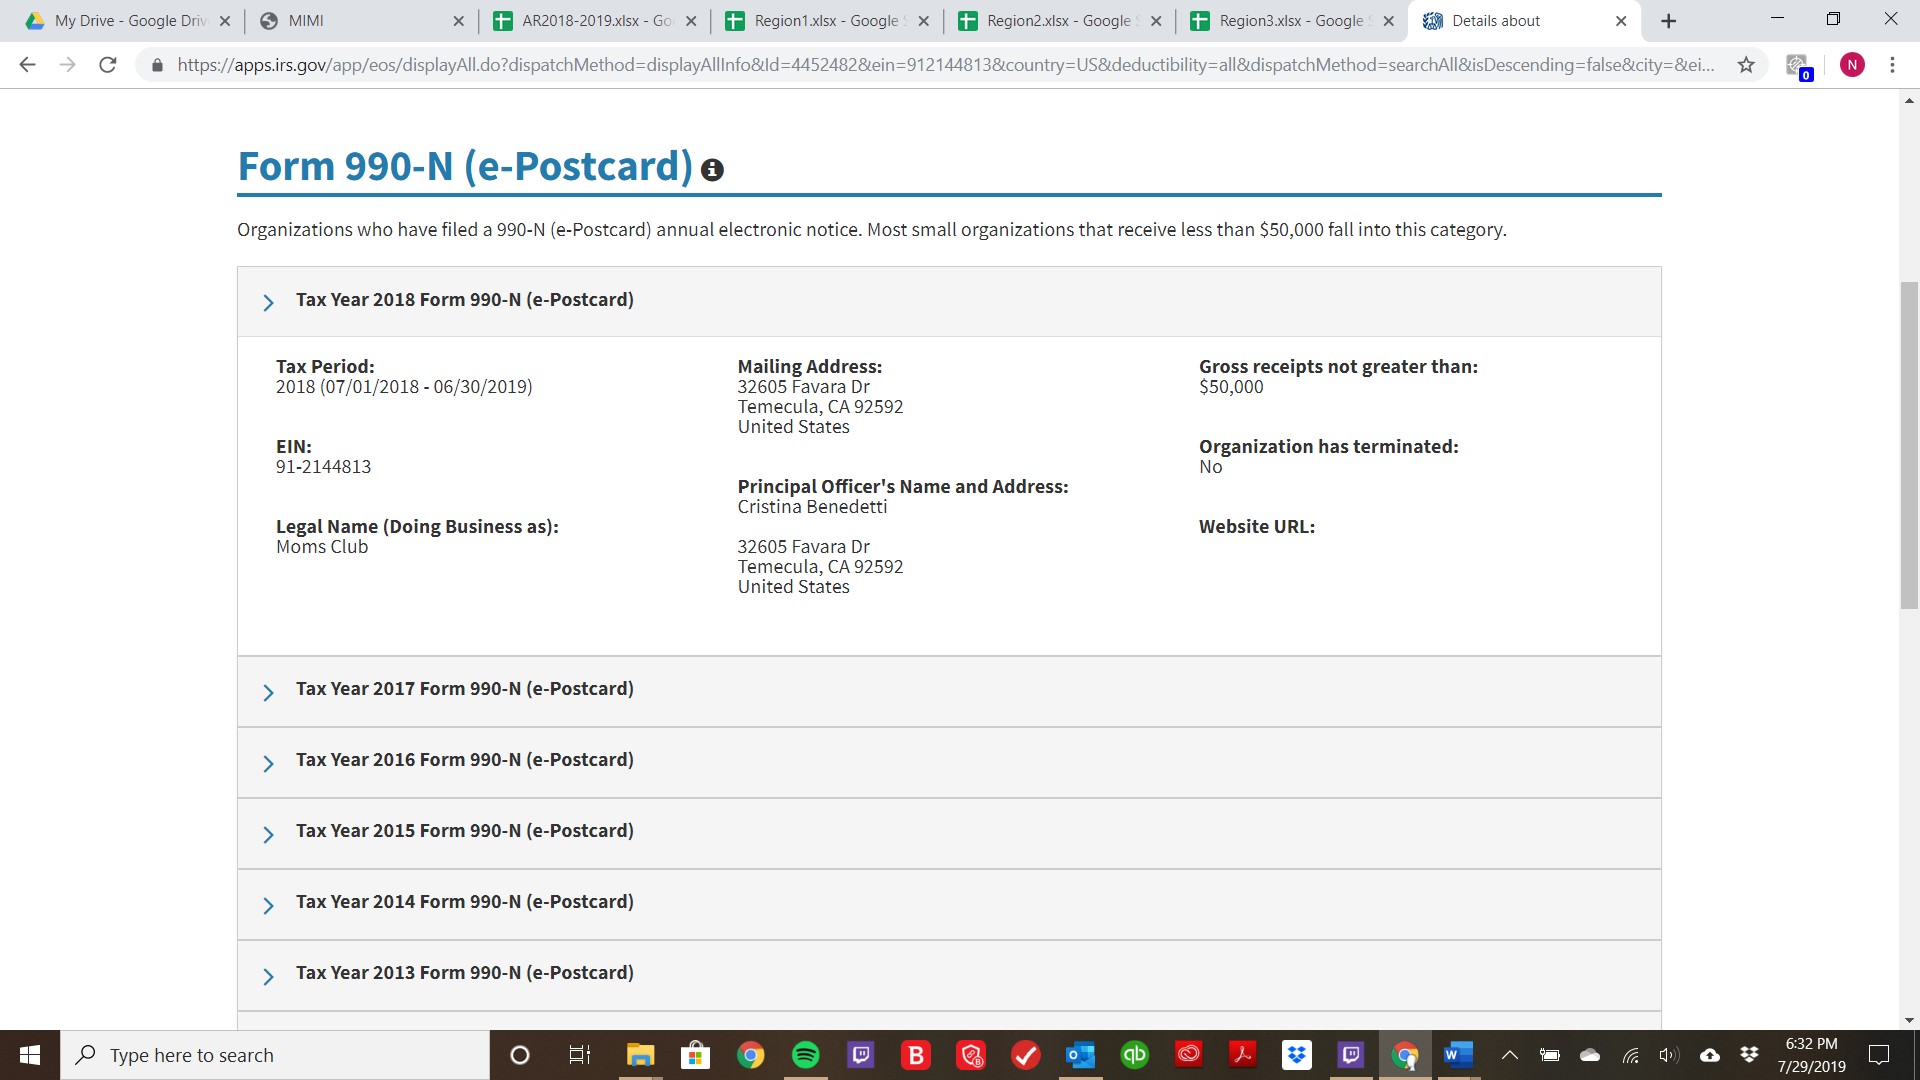 My Drive - Google Driv
MIMI
AR2018-2019.xlsx - Go
Region1.xlsx - Google S
Region2.xlsx - Google S
Region3.xlsx - Google S
Details about
https://apps.irs.gov/app/eos/displayAll.do?dispatchMethod=displayAllInfo&Id=4452482&ein=912144813&country=US&deductibility=all&dispatchMethod=searchAll&isDescending=false&city=&ei...
0
N
Form 990-N (e-Postcard)
Organizations who have filed a 990-N (e-Postcard) annual electronic notice. Most small organizations that receive less than $50,000 fall into this category.
Tax Year 2018 Form 990-N (e-Postcard)
Tax Period:
2018 (07/01/2018 - 06/30/2019)
EIN:
91-2144813
Legal Name (Doing Business as):
Moms Club
Mailing Address:
32605 Favara Dr
Temecula, CA 92592
United States
Principal Officer's Name and Address:
Cristina Benedetti
32605 Favara Dr
Temecula, CA 92592
United States
Gross receipts not greater than:
$50,000
Organization has terminated:
No
Website URL:
Tax Year 2017 Form 990-N (e-Postcard)
Tax Year 2016 Form 990-N (e-Postcard)
Tax Year 2015 Form 990-N (e-Postcard)
Tax Year 2014 Form 990-N (e-Postcard)
Tax Year 2013 Form 990-N (e-Postcard)
Type here to search
B
qb
6:32 PM
7/29/2019